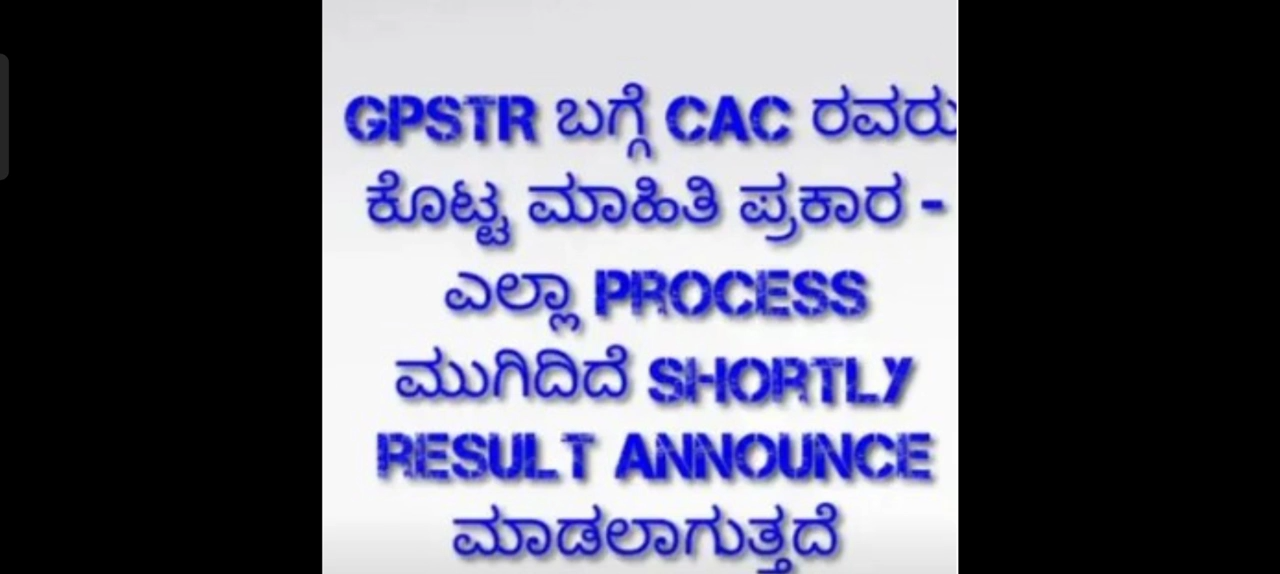 GPSTR ಬಗ್ಗೆ CAC ರವರು
ಕೊಟ್ಟ ಮಾಹಿತಿ ಪ್ರಕಾರ -
ಎಲ್ಲಾ PROCESS
ಮುಗಿದಿದೆ SHORTLY
RESULT ANNOUNCE
ಮಾಡಲಾಗುತ್ತದೆ